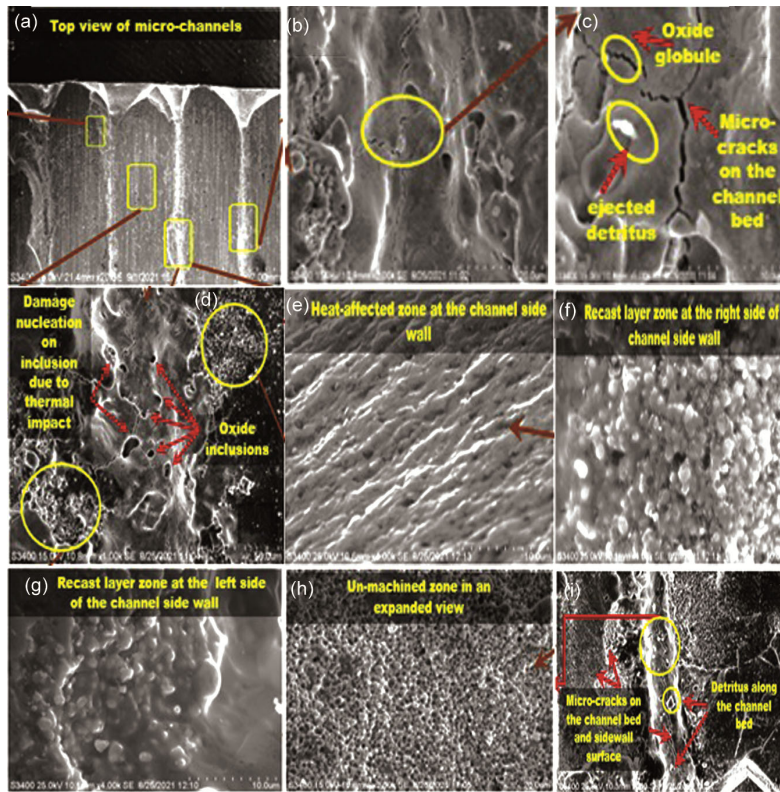 (a)
Top view of micro-channels
(b)
(c)
Oxide
globule
Micro-
cracks on
the
channel
bed
ejected
detritus
(d)
Damage
nucleation
on
inclusion
due to
thermal
impact
Oxide
inclusions
(e)
Heat-affected zone at the channel side
wall
(f)
Recast layer zone at the right side of
channel side wall
(g)
Recast layer zone at the left side
of the channel side wall
(h)
Un-machined zone in an
expanded view
(i)
Micro-cracks on
the channel bed
and sidewall
surface
Detritus along
the channel
bed